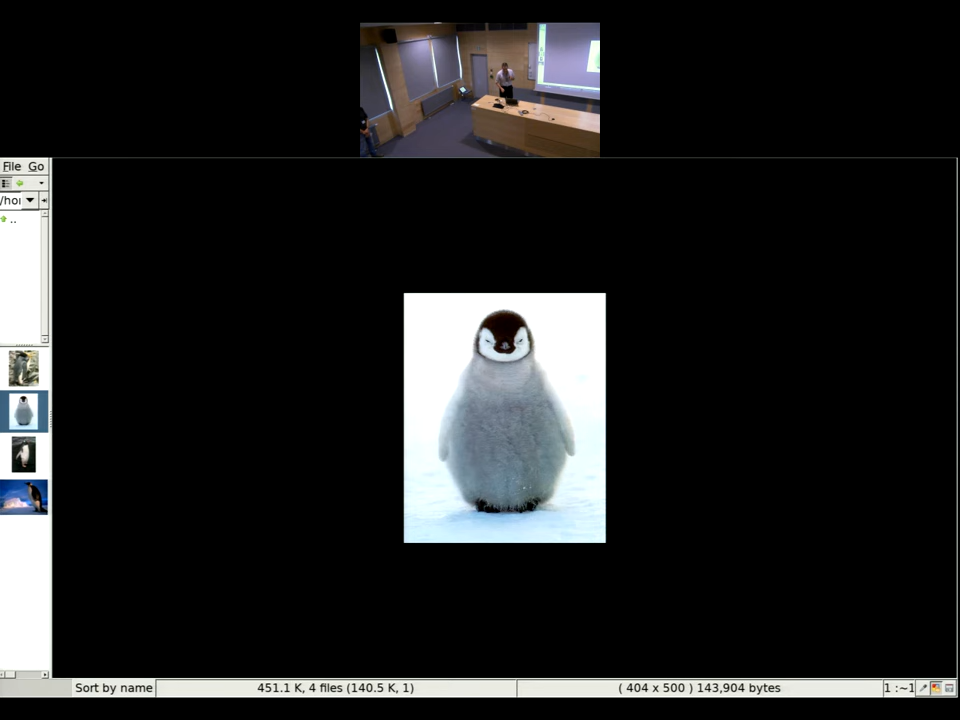 File Go
/hoı
..
Sort by name 451.1 K, 4 files (140.5 K, 1) ( 404 x 500 ) 143,904 bytes 1 :~1